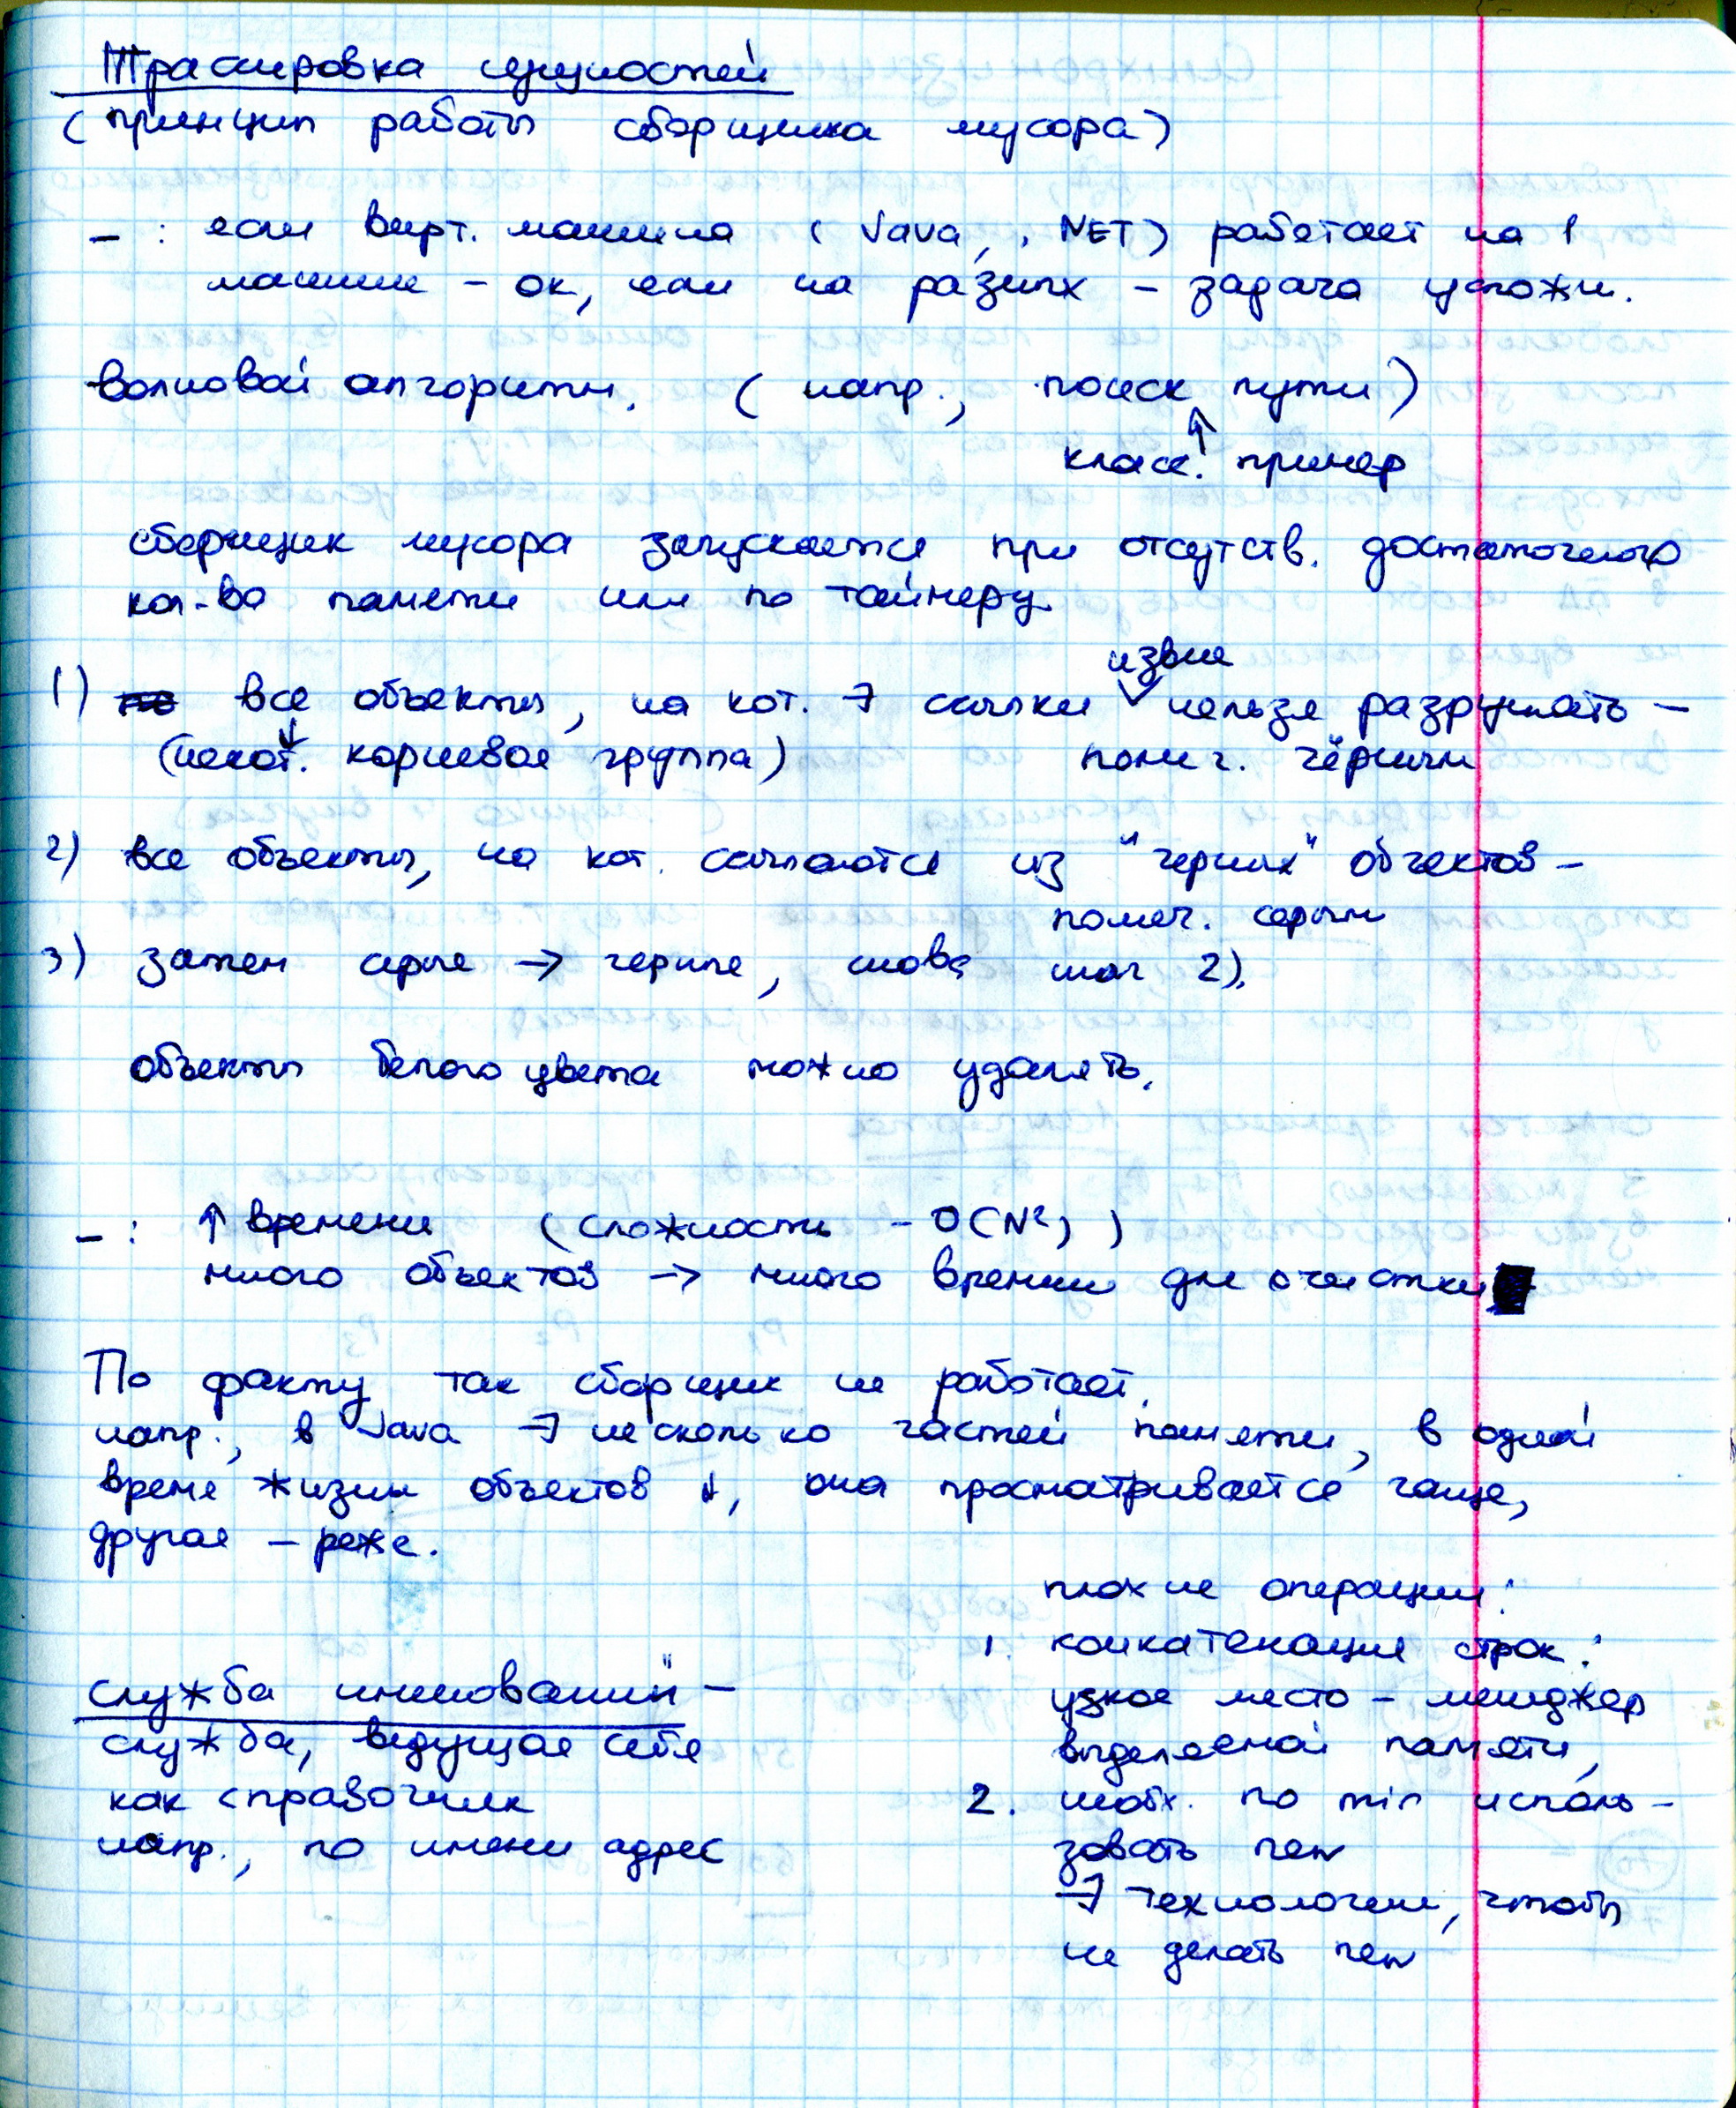 Трассировка сущностей
(принцип работы сборщика мусора)
– : если вирт. машина (Java, .NET) работает на 1
машине – ок, если на разных – задача усложн.
волновой алгоритм. (напр., поиск пути)
↑
класс. пример
сборщик мусора запускается при отсутств. достаточного
кол-во памяти или по таймеру.
извне
1) все объекты, на кот. ∃ ссылки ∨ нельзя разрушать –
(некот. корневая группа) помеч. чёрным
2) все объекты, на кот. ссылаются из "черных" объектов –
помеч. серым
3) затем серые → черные, снова шаг 2).
объекты белого цвета можно удалять.
– : ↑ времени (сложность – O(N²) )
много объектов → много времени для очистки
По факту так сборщик не работает.
напр., в Java ∃ несколько частей памяти, в одной
время жизни объектов ↓, она просматривается чаще,
другая – реже.
плохие операции:
1. конкатенация строк:
узкое место – менеджер
выделяемой памяти,
2. необх. по min исполь-
зовать new
∃ технологии, чтобы
не делать new
служба именований –
служба, ведущая себя
как справочник
напр., по имени адрес